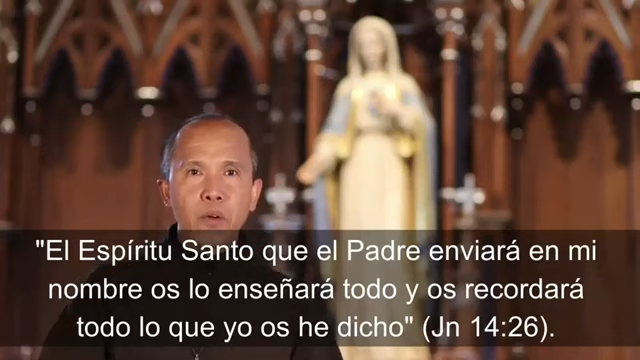 "El Espíritu Santo que el Padre enviará en mi
nombre os lo enseñará todo y os recordará
todo lo que yo os he dicho" (Jn 14:26).